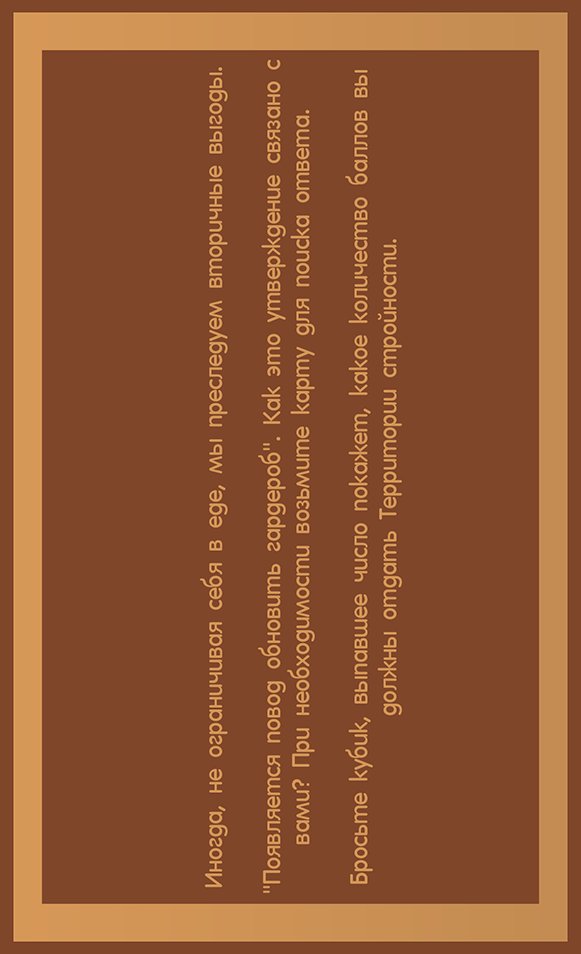 Иногда, не ограничивая себя в еде, мы преследуем вторичные выгоды.
"Появляется повод обновить гардероб". Как это утверждение связано с
вами? При необходимости возьмите карту для поиска ответа.
Бросьте кубик, выпавшее число покажет, какое количество баллов вы
должны отдать Территории стройности.